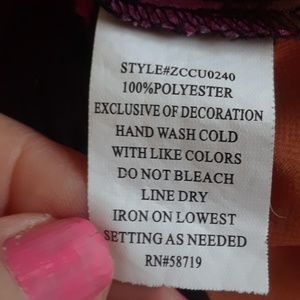 STYLE#ZCCU0240
100%POLYESTER
EXCLUSIVE OF DECORATION
HAND WASH COLD
WITH LIKE COLORS
DO NOT BLEACH
LINE DRY
IRON ON LOWEST
SETTING AS NEEDED
RN#58719